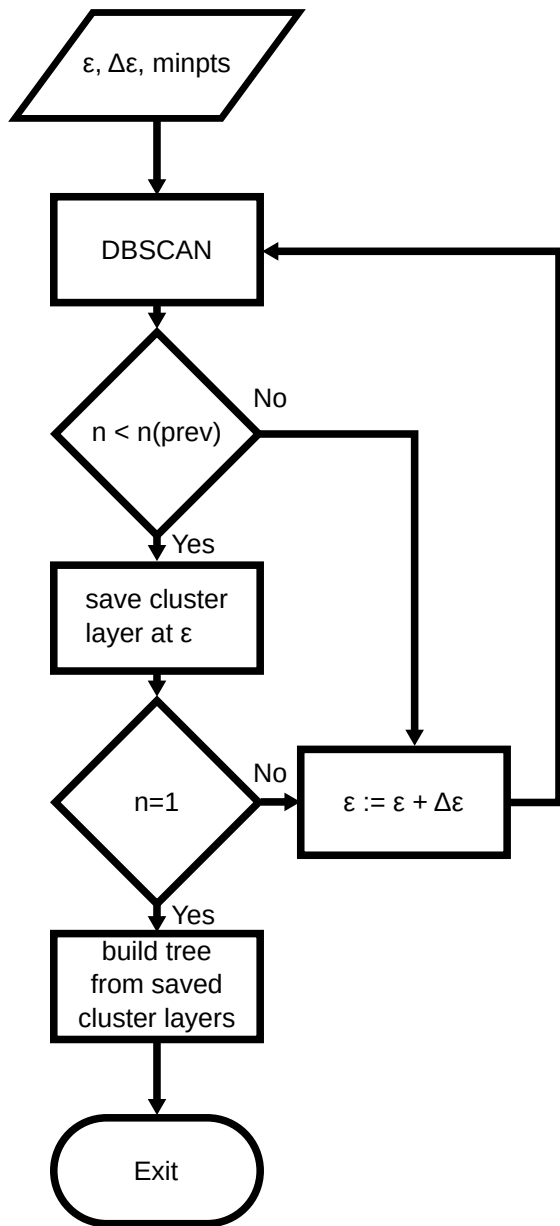 ε, Δε, minpts
DBSCAN
No
n < n(prev)
Yes
save cluster
layer at ε
No
n=1
ε := ε + Δε
Yes
build tree
from saved
cluster layers
Exit